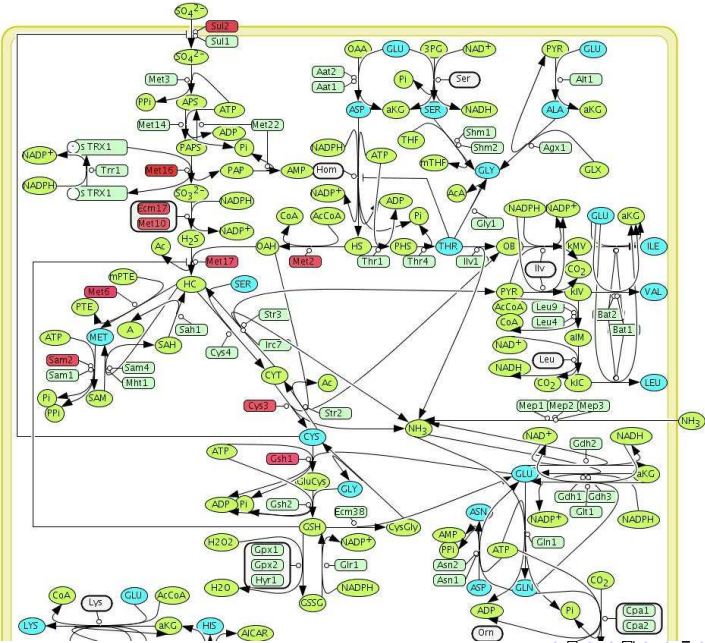 SO₄²⁻
Sul2
Sul1
SO₄²⁻
OAA GLU 3PG NAD⁺ PYR GLU
Met3
Aat2
Aat1
Pi Ser
Alt1
PPi APS ATP
ASP aKG SER NADH ALA aKG
Met14 ADP Met22
THF Shm1
Shm2
NADP⁺ s TRX1 PAPS Pi
NADPH ATP
mTHF Agx1
Trr1 Met16 PAP AMP Hom GLY GLX
NADPH s TRX1 SO₃²⁻ NADPH
NADP⁺ ADP AcA
Ecm17
Met10
NADP⁺
CoA AcCoA Pi Gly1
NADPH NADP⁺ GLU aKG
Ac H₂S OAH HS PHS THR OB kMV ILE
Met17 Met2 Thr1 Thr4 Ilv1
Ilv CO₂
mPTE HC SER
Met6
PYR kIV VAL
PTE
AcCoA Leu9
CoA Leu4
Bat2
Bat1
Str3
ATP MET A Sah1
Irc7
aIM
SAH Cys4
NAD⁺
Sam2
Sam1
Sam4
Mht1
Leu
NADH
CYT Ac CO₂ kIC LEU
Pi SAM
PPi
Cys3 Str2
Mep1 Mep2 Mep3
NH₃ NH₃
CYS NAD⁺ NADH
Gdh2
ATP Gsh1
GLU aKG
GluCys GLY
ADP Pi Gsh2
Gdh1 Gdh3
Glt1
Ecm38 ASN NADP⁺ NADPH
GSH CysGly
H2O2 NADP⁺ AMP
PPi
ATP Gln1
Gpx1
Gpx2
Hyr1
Glr1
Asn2
Asn1
H2O NADPH
ASP GLN CO₂
GSSG
CoA Lys GLU AcCoA
ADP Pi Cpa1
Cpa2
LYS aKG HIS AICAR Orn